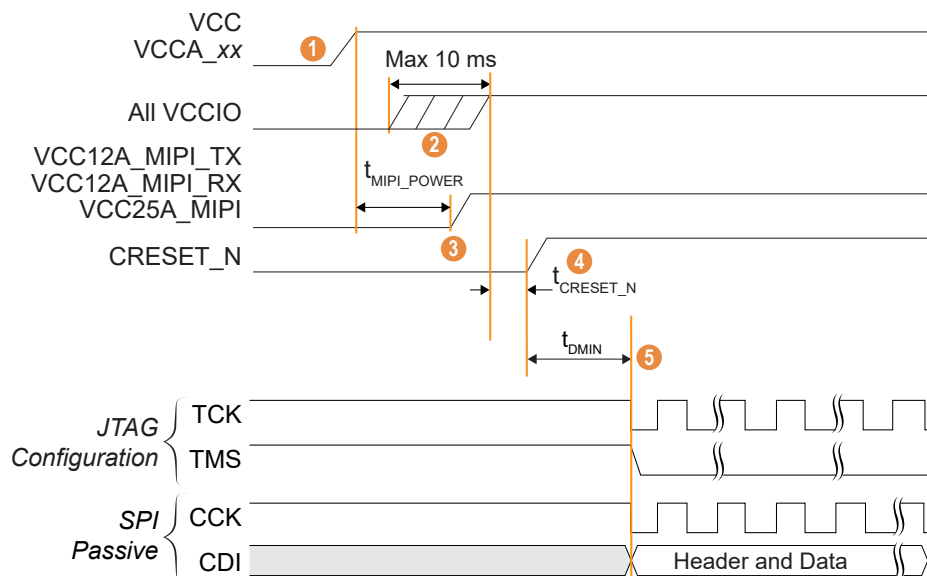 VCC
VCCA_xx
1
Max 10 ms
All VCCIO
2
VCC12A_MIPI_TX
VCC12A_MIPI_RX
VCC25A_MIPI
tMIPI_POWER
3
CRESET_N
4
tCRESET_N
tDMIN
5
JTAG
Configuration
TCK
TMS
SPI
Passive
CCK
CDI
Header and Data